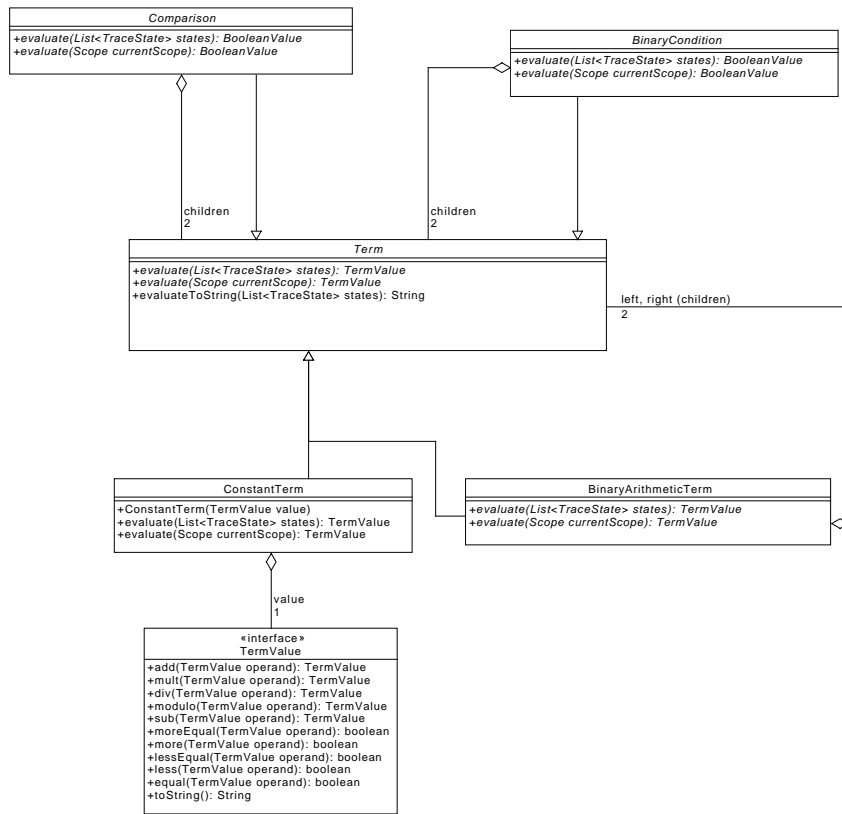 Comparison
+evaluate(List<TraceState> states): BooleanValue
+evaluate(Scope currentScope): BooleanValue
BinaryCondition
+evaluate(List<TraceState> states): BooleanValue
+evaluate(Scope currentScope): BooleanValue
children
2
children
2
Term
+evaluate(List<TraceState> states): TermValue
+evaluate(Scope currentScope): TermValue
+evaluateToString(List<TraceState> states): String
left, right (children)
2
ConstantTerm
+ConstantTerm(TermValue value)
+evaluate(List<TraceState> states): TermValue
+evaluate(Scope currentScope): TermValue
BinaryArithmeticTerm
+evaluate(List<TraceState> states): TermValue
+evaluate(Scope currentScope): TermValue
value
1
«interface»
TermValue
+add(TermValue operand): TermValue
+mult(TermValue operand): TermValue
+div(TermValue operand): TermValue
+modulo(TermValue operand): TermValue
+sub(TermValue operand): TermValue
+moreEqual(TermValue operand): boolean
+more(TermValue operand): boolean
+lessEqual(TermValue operand): boolean
+less(TermValue operand): boolean
+equal(TermValue operand): boolean
+toString(): String